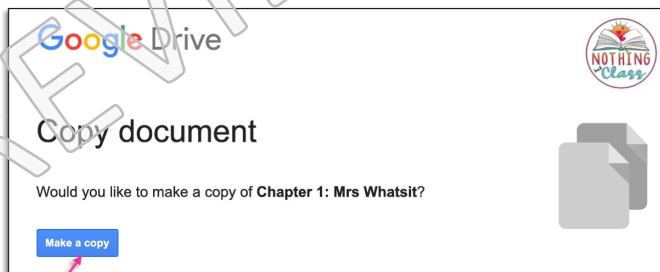 Google Drive
NOTHING
but Class
Copy document
Would you like to make a copy of Chapter 1: Mrs Whatsit?
Make a copy